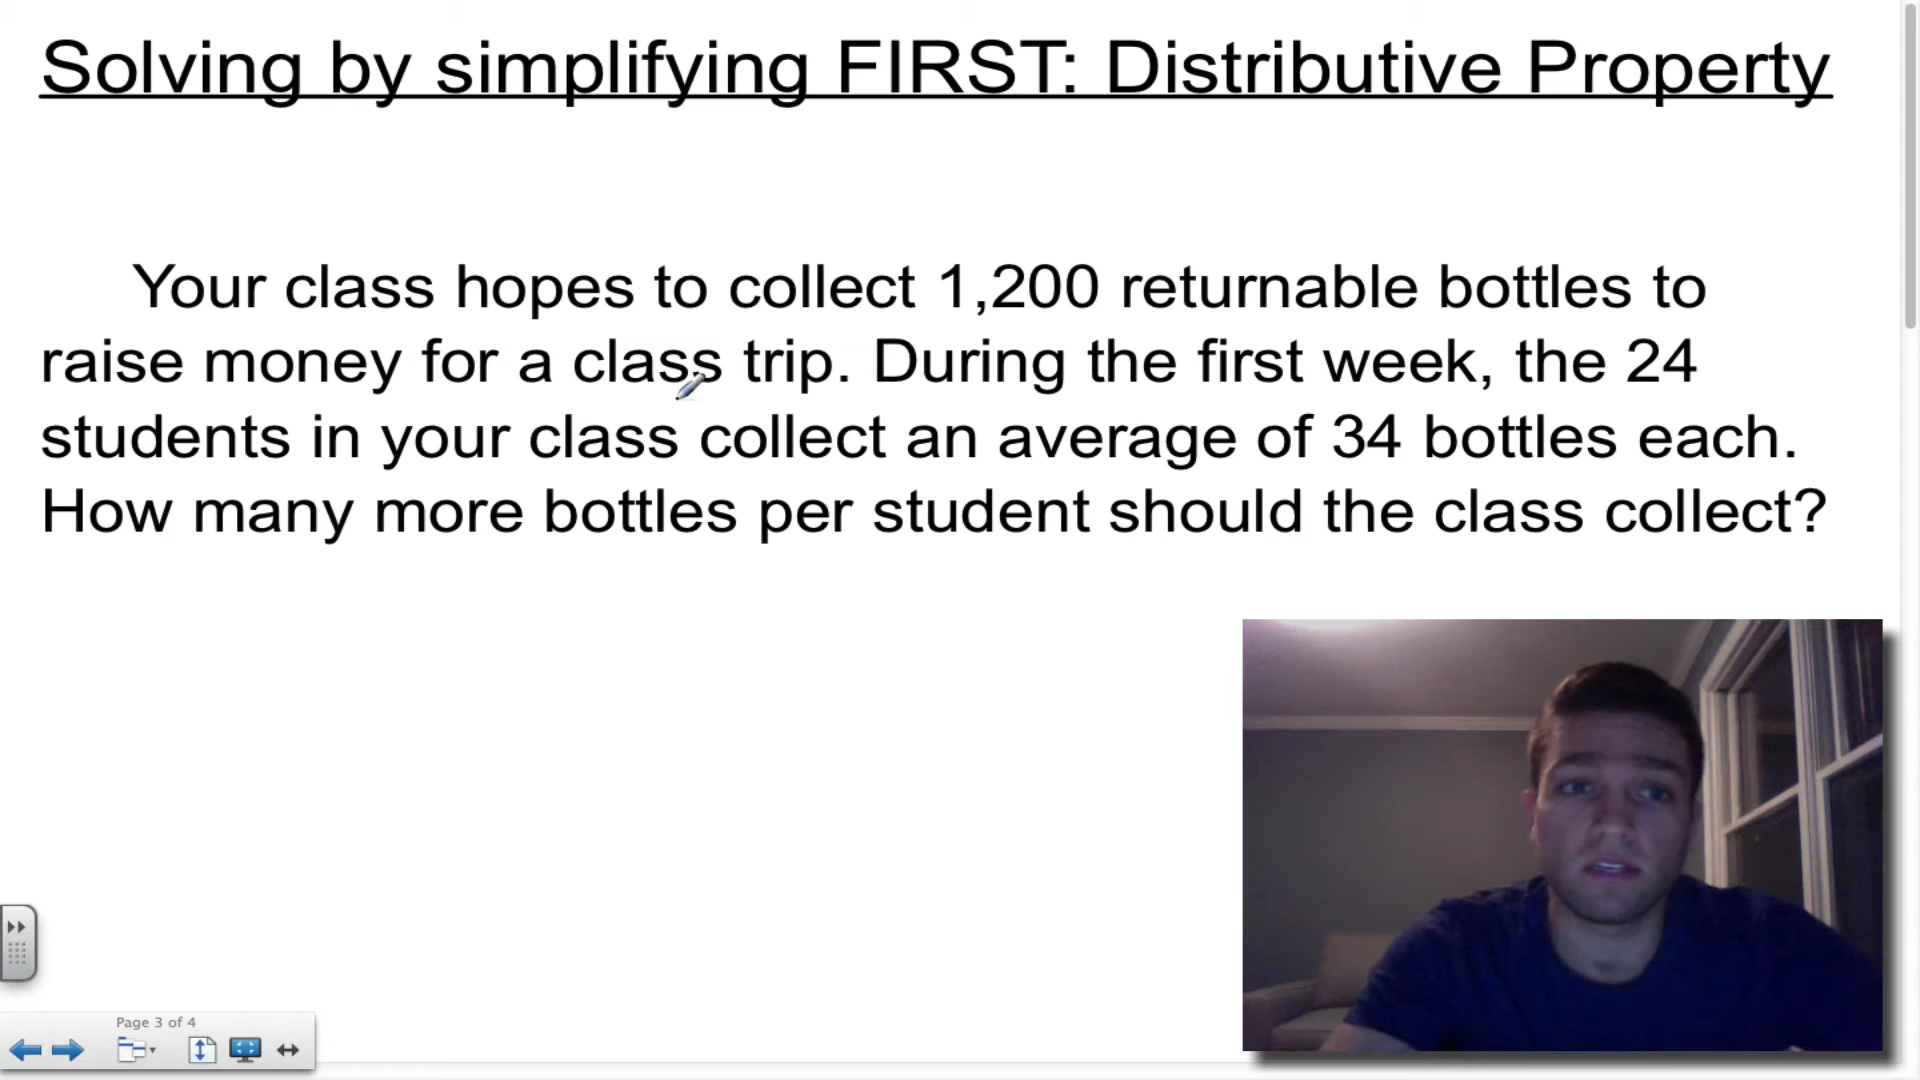 Solving by simplifying FIRST: Distributive Property
Your class hopes to collect 1,200 returnable bottles to
raise money for a class trip. During the first week, the 24
students in your class collect an average of 34 bottles each.
How many more bottles per student should the class collect?
Page 3 of 4